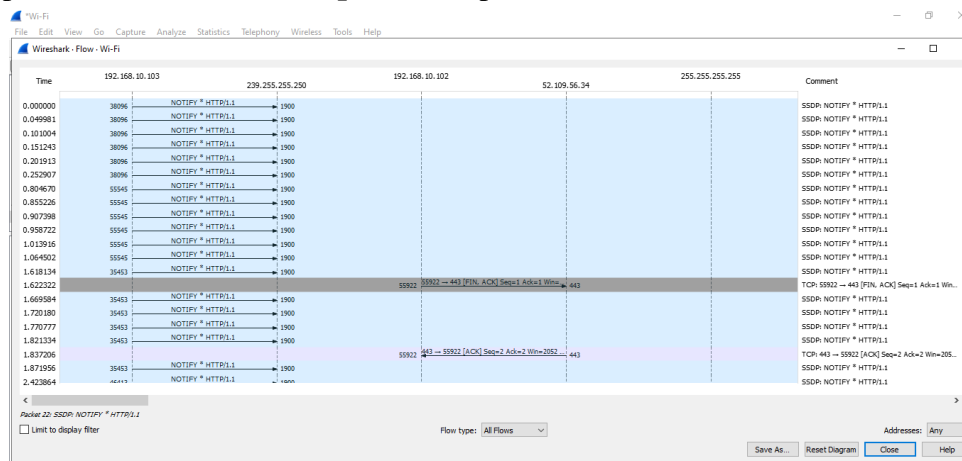 *Wi-Fi
File Edit View Go Capture Analyze Statistics Telephony Wireless Tools Help
Wireshark · Flow · Wi-Fi
Time 192.168.10.103 239.255.255.250 192.168.10.102 52.109.56.34 255.255.255.255 Comment
0.000000 38096 NOTIFY * HTTP/1.1 1900 SSDP: NOTIFY * HTTP/1.1
0.049981 38096 NOTIFY * HTTP/1.1 1900 SSDP: NOTIFY * HTTP/1.1
0.101004 38096 NOTIFY * HTTP/1.1 1900 SSDP: NOTIFY * HTTP/1.1
0.151243 38096 NOTIFY * HTTP/1.1 1900 SSDP: NOTIFY * HTTP/1.1
0.201913 38096 NOTIFY * HTTP/1.1 1900 SSDP: NOTIFY * HTTP/1.1
0.252907 38096 NOTIFY * HTTP/1.1 1900 SSDP: NOTIFY * HTTP/1.1
0.804670 55545 NOTIFY * HTTP/1.1 1900 SSDP: NOTIFY * HTTP/1.1
0.855226 55545 NOTIFY * HTTP/1.1 1900 SSDP: NOTIFY * HTTP/1.1
0.907398 55545 NOTIFY * HTTP/1.1 1900 SSDP: NOTIFY * HTTP/1.1
0.958722 55545 NOTIFY * HTTP/1.1 1900 SSDP: NOTIFY * HTTP/1.1
1.013916 55545 NOTIFY * HTTP/1.1 1900 SSDP: NOTIFY * HTTP/1.1
1.064502 55545 NOTIFY * HTTP/1.1 1900 SSDP: NOTIFY * HTTP/1.1
1.618134 35453 NOTIFY * HTTP/1.1 1900 SSDP: NOTIFY * HTTP/1.1
1.622322 55922 55922 → 443 [FIN, ACK] Seq=1 Ack=1 Win=... 443 TCP: 55922 → 443 [FIN, ACK] Seq=1 Ack=1 Win...
1.669584 35453 NOTIFY * HTTP/1.1 1900 SSDP: NOTIFY * HTTP/1.1
1.720180 35453 NOTIFY * HTTP/1.1 1900 SSDP: NOTIFY * HTTP/1.1
1.770777 35453 NOTIFY * HTTP/1.1 1900 SSDP: NOTIFY * HTTP/1.1
1.821334 35453 NOTIFY * HTTP/1.1 1900 SSDP: NOTIFY * HTTP/1.1
1.837206 55922 443 → 55922 [ACK] Seq=2 Ack=2 Win=2052 ... 443 TCP: 443 → 55922 [ACK] Seq=2 Ack=2 Win=205...
1.871956 35453 NOTIFY * HTTP/1.1 1900 SSDP: NOTIFY * HTTP/1.1
2.423864 NOTIFY * HTTP/1.1 1900 SSDP: NOTIFY * HTTP/1.1
Packet 22: SSDP: NOTIFY * HTTP/1.1
Limit to display filter Flow type: All Flows Addresses: Any
Save As... Reset Diagram Close Help